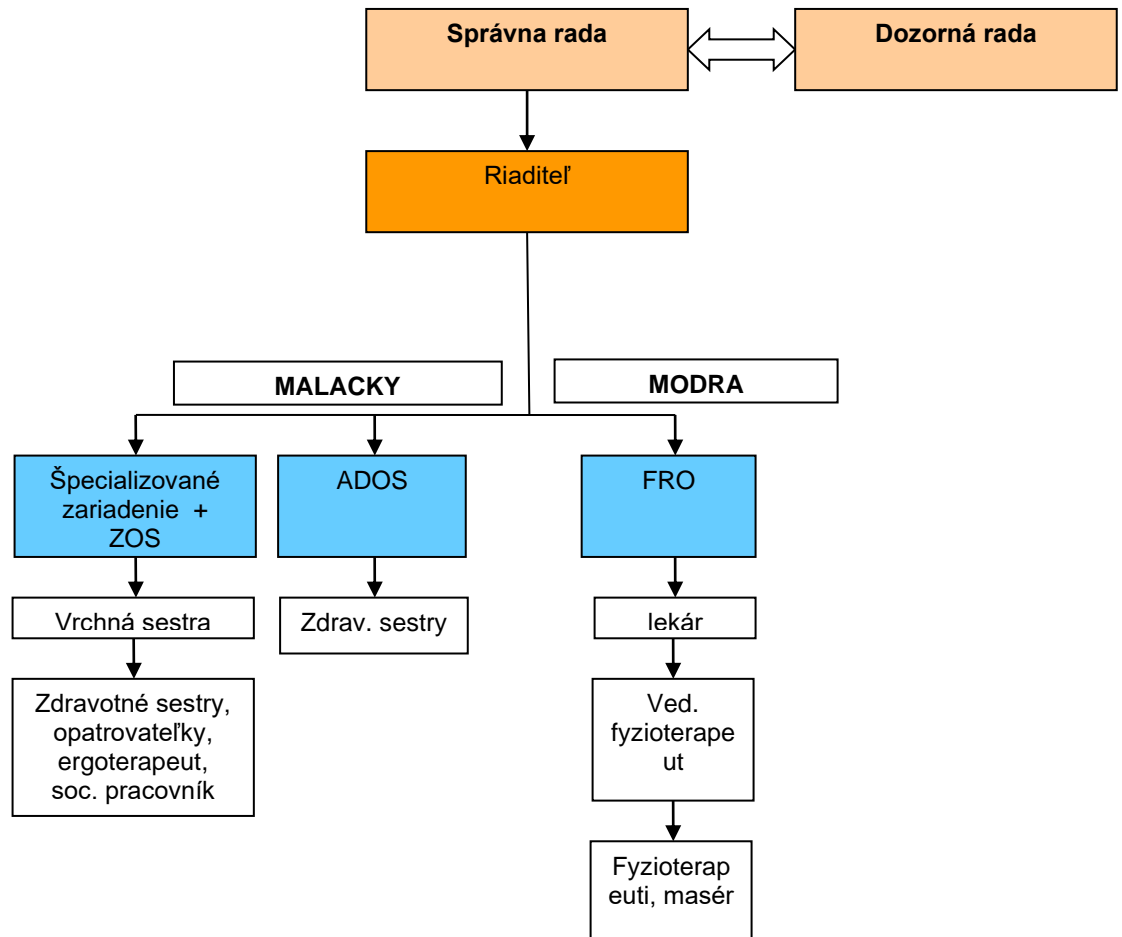 Správna rada
Dozorná rada
Riaditeľ
MALACKY
MODRA
Špecializované
zariadenie +
ZOS
ADOS
FRO
Vrchná sestra
Zdrav. sestry
lekár
Zdravotné sestry,
opatrovateľky,
ergoterapeut,
soc. pracovník
Ved.
fyzioterape
ut
Fyzioterap
euti, masér